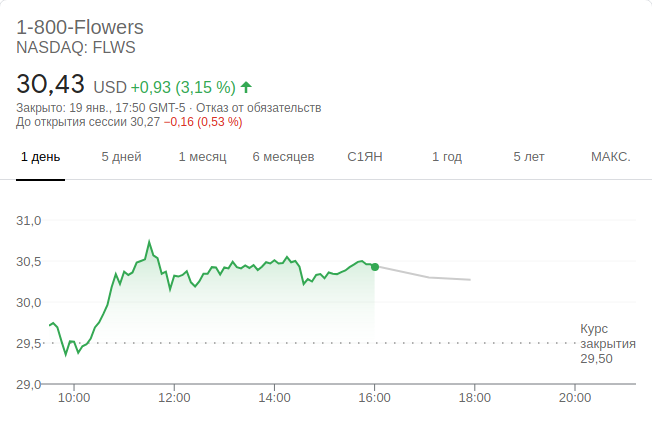 1-800-Flowers
NASDAQ: FLWS
30,43 USD +0,93 (3,15 %)
Закрыто: 19 янв., 17:50 GMT-5 · Отказ от обязательств
До открытия сессии 30,27 −0,16 (0,53 %)
1 день 5 дней 1 месяц 6 месяцев С1ЯН 1 год 5 лет МАКС.
31,0
30,5
30,0
29,5
29,0
Курс
закрытия
29,50
10:00 12:00 14:00 16:00 18:00 20:00